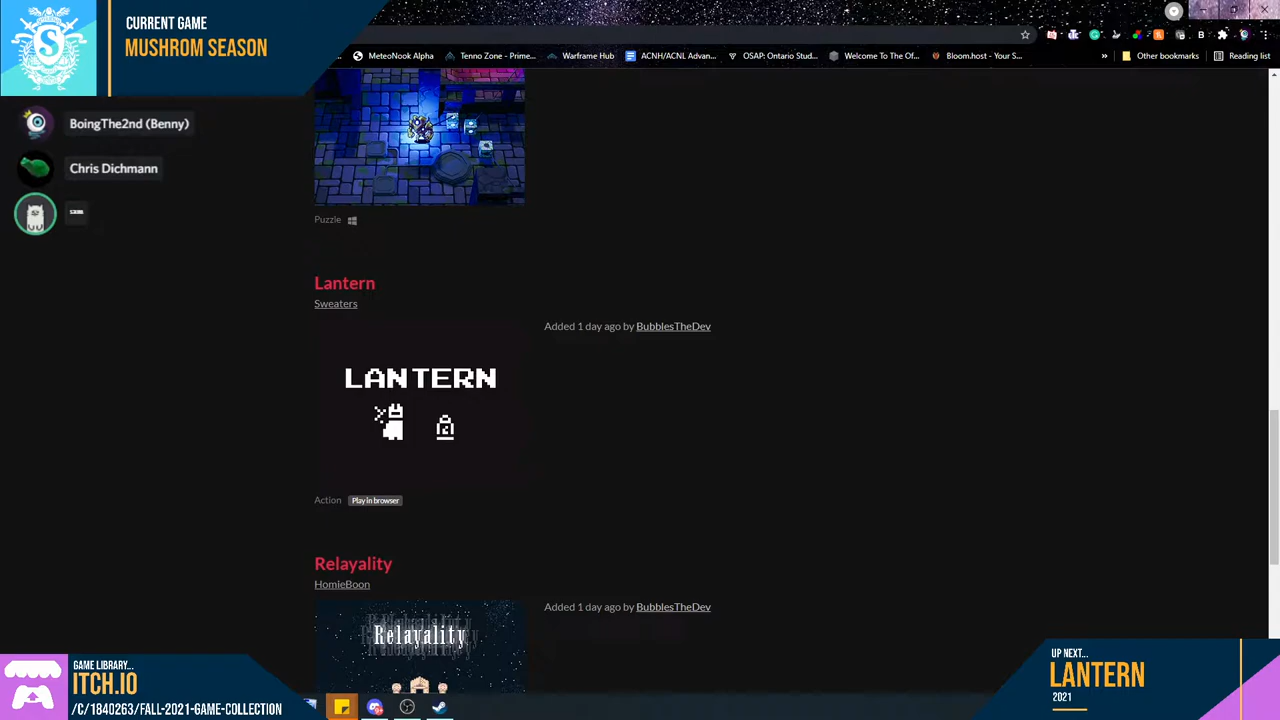 CURRENT GAME
MUSHROM SEASON
S
MeteoNook Alpha
Tenno Zone - Prime...
Warframe Hub
ACNH/ACNL Advan...
OSAP: Ontario Stud...
Welcome To The Of...
Bloom.host - Your S...
»
Other bookmarks
Reading list
BoingThe2nd (Benny)
Chris Dichmann
Puzzle
Lantern
Sweaters
Added 1 day ago by BubblesTheDev
LANTERN
Action Play in browser
Relayality
HomieBoon
Added 1 day ago by BubblesTheDev
Relayality
GAME LIBRARY...
ITCH.IO
/C/1840263/FALL-2021-GAME-COLLECTION
UP NEXT...
LANTERN
2021